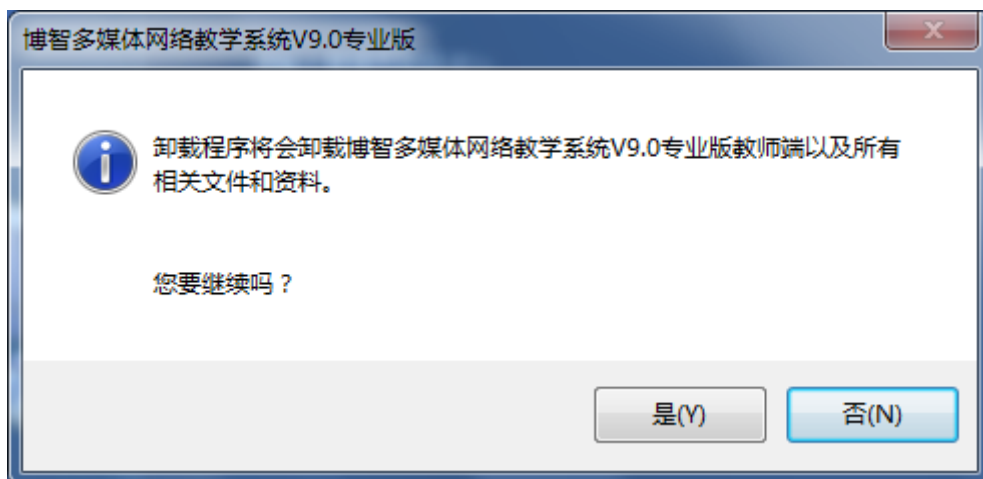 博智多媒体网络教学系统V9.0专业版
卸载程序将会卸载博智多媒体网络教学系统V9.0专业版教师端以及所有
相关文件和资料。
您要继续吗？
是(Y)
否(N)